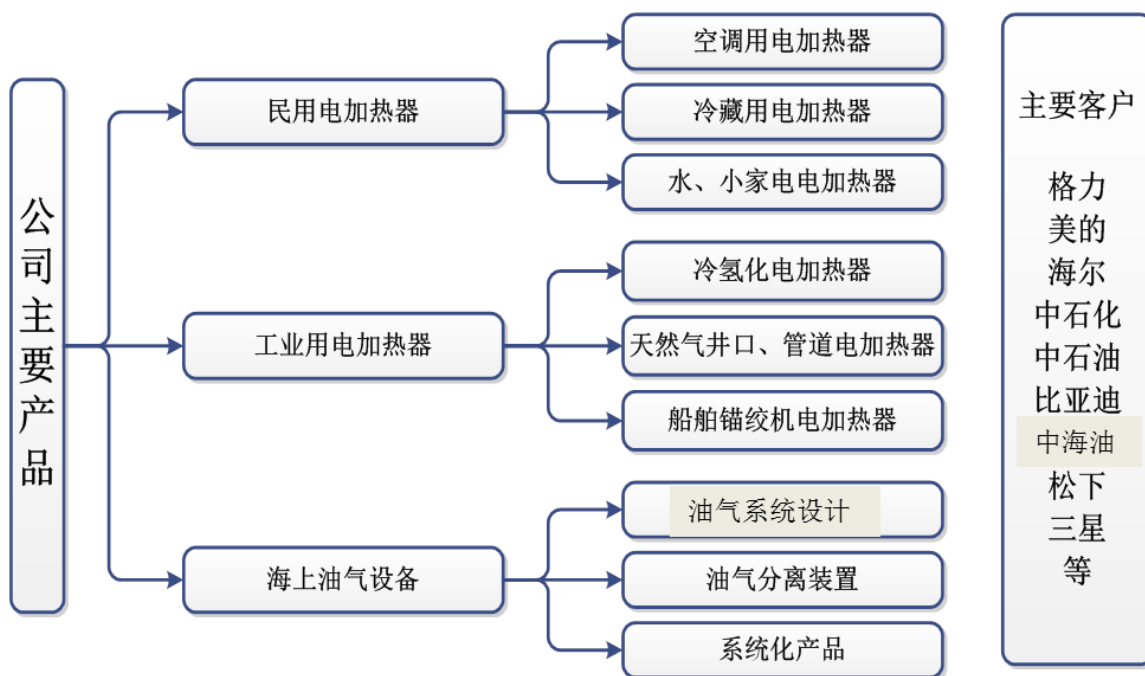 公司主要产品
民用电加热器
空调用电加热器
冷藏用电加热器
水、小家电电加热器
工业用电加热器
冷氢化电加热器
天然气井口、管道电加热器
船舶锚绞机电加热器
海上油气设备
油气系统设计
油气分离装置
系统化产品
主要客户
格力
美的
海尔
中石化
中石油
比亚迪
中海油
松下
三星
等